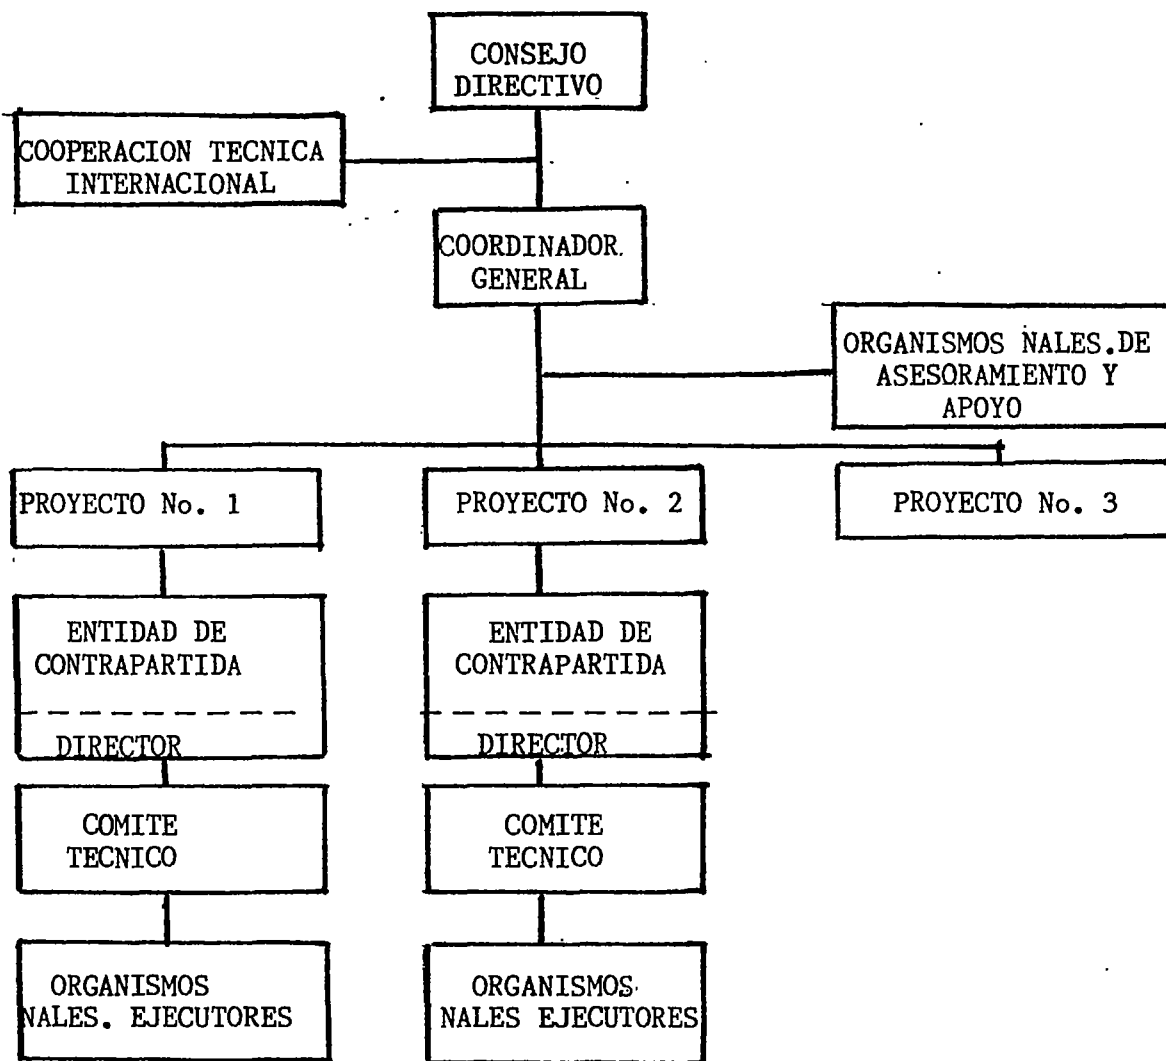 CONSEJO
DIRECTIVO
COOPERACION TECNICA
INTERNACIONAL
COORDINADOR.
GENERAL
ORGANISMOS NALES.DE
ASESORAMIENTO Y
APOYO
PROYECTO No. 1
PROYECTO No. 2
PROYECTO No. 3
ENTIDAD DE
CONTRAPARTIDA
DIRECTOR
ENTIDAD DE
CONTRAPARTIDA
DIRECTOR
COMITE
TECNICO
COMITE
TECNICO
ORGANISMOS
NALES. EJECUTORES
ORGANISMOS
NALES EJECUTORES